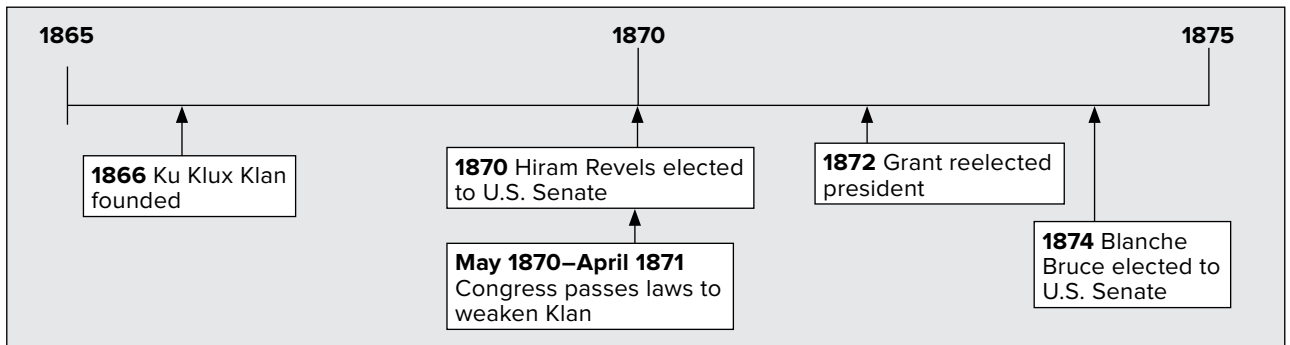 1865
1870
1875
1866 Ku Klux Klan
founded
1870 Hiram Revels elected
to U.S. Senate
May 1870–April 1871
Congress passes laws to
weaken Klan
1872 Grant reelected
president
1874 Blanche
Bruce elected to
U.S. Senate